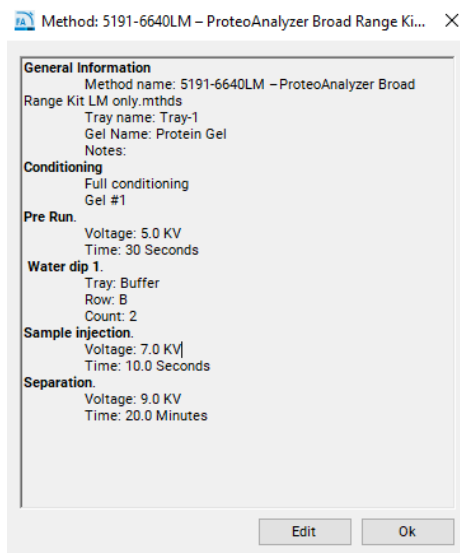 FA Method: 5191-6640LM – ProteoAnalyzer Broad Range Ki...
General Information
Method name: 5191-6640LM – ProteoAnalyzer Broad
Range Kit LM only.mthds
Tray name: Tray-1
Gel Name: Protein Gel
Notes:
Conditioning
Full conditioning
Gel #1
Pre Run.
Voltage: 5.0 KV
Time: 30 Seconds
Water dip 1.
Tray: Buffer
Row: B
Count: 2
Sample injection.
Voltage: 7.0 KV
Time: 10.0 Seconds
Separation.
Voltage: 9.0 KV
Time: 20.0 Minutes
Edit Ok